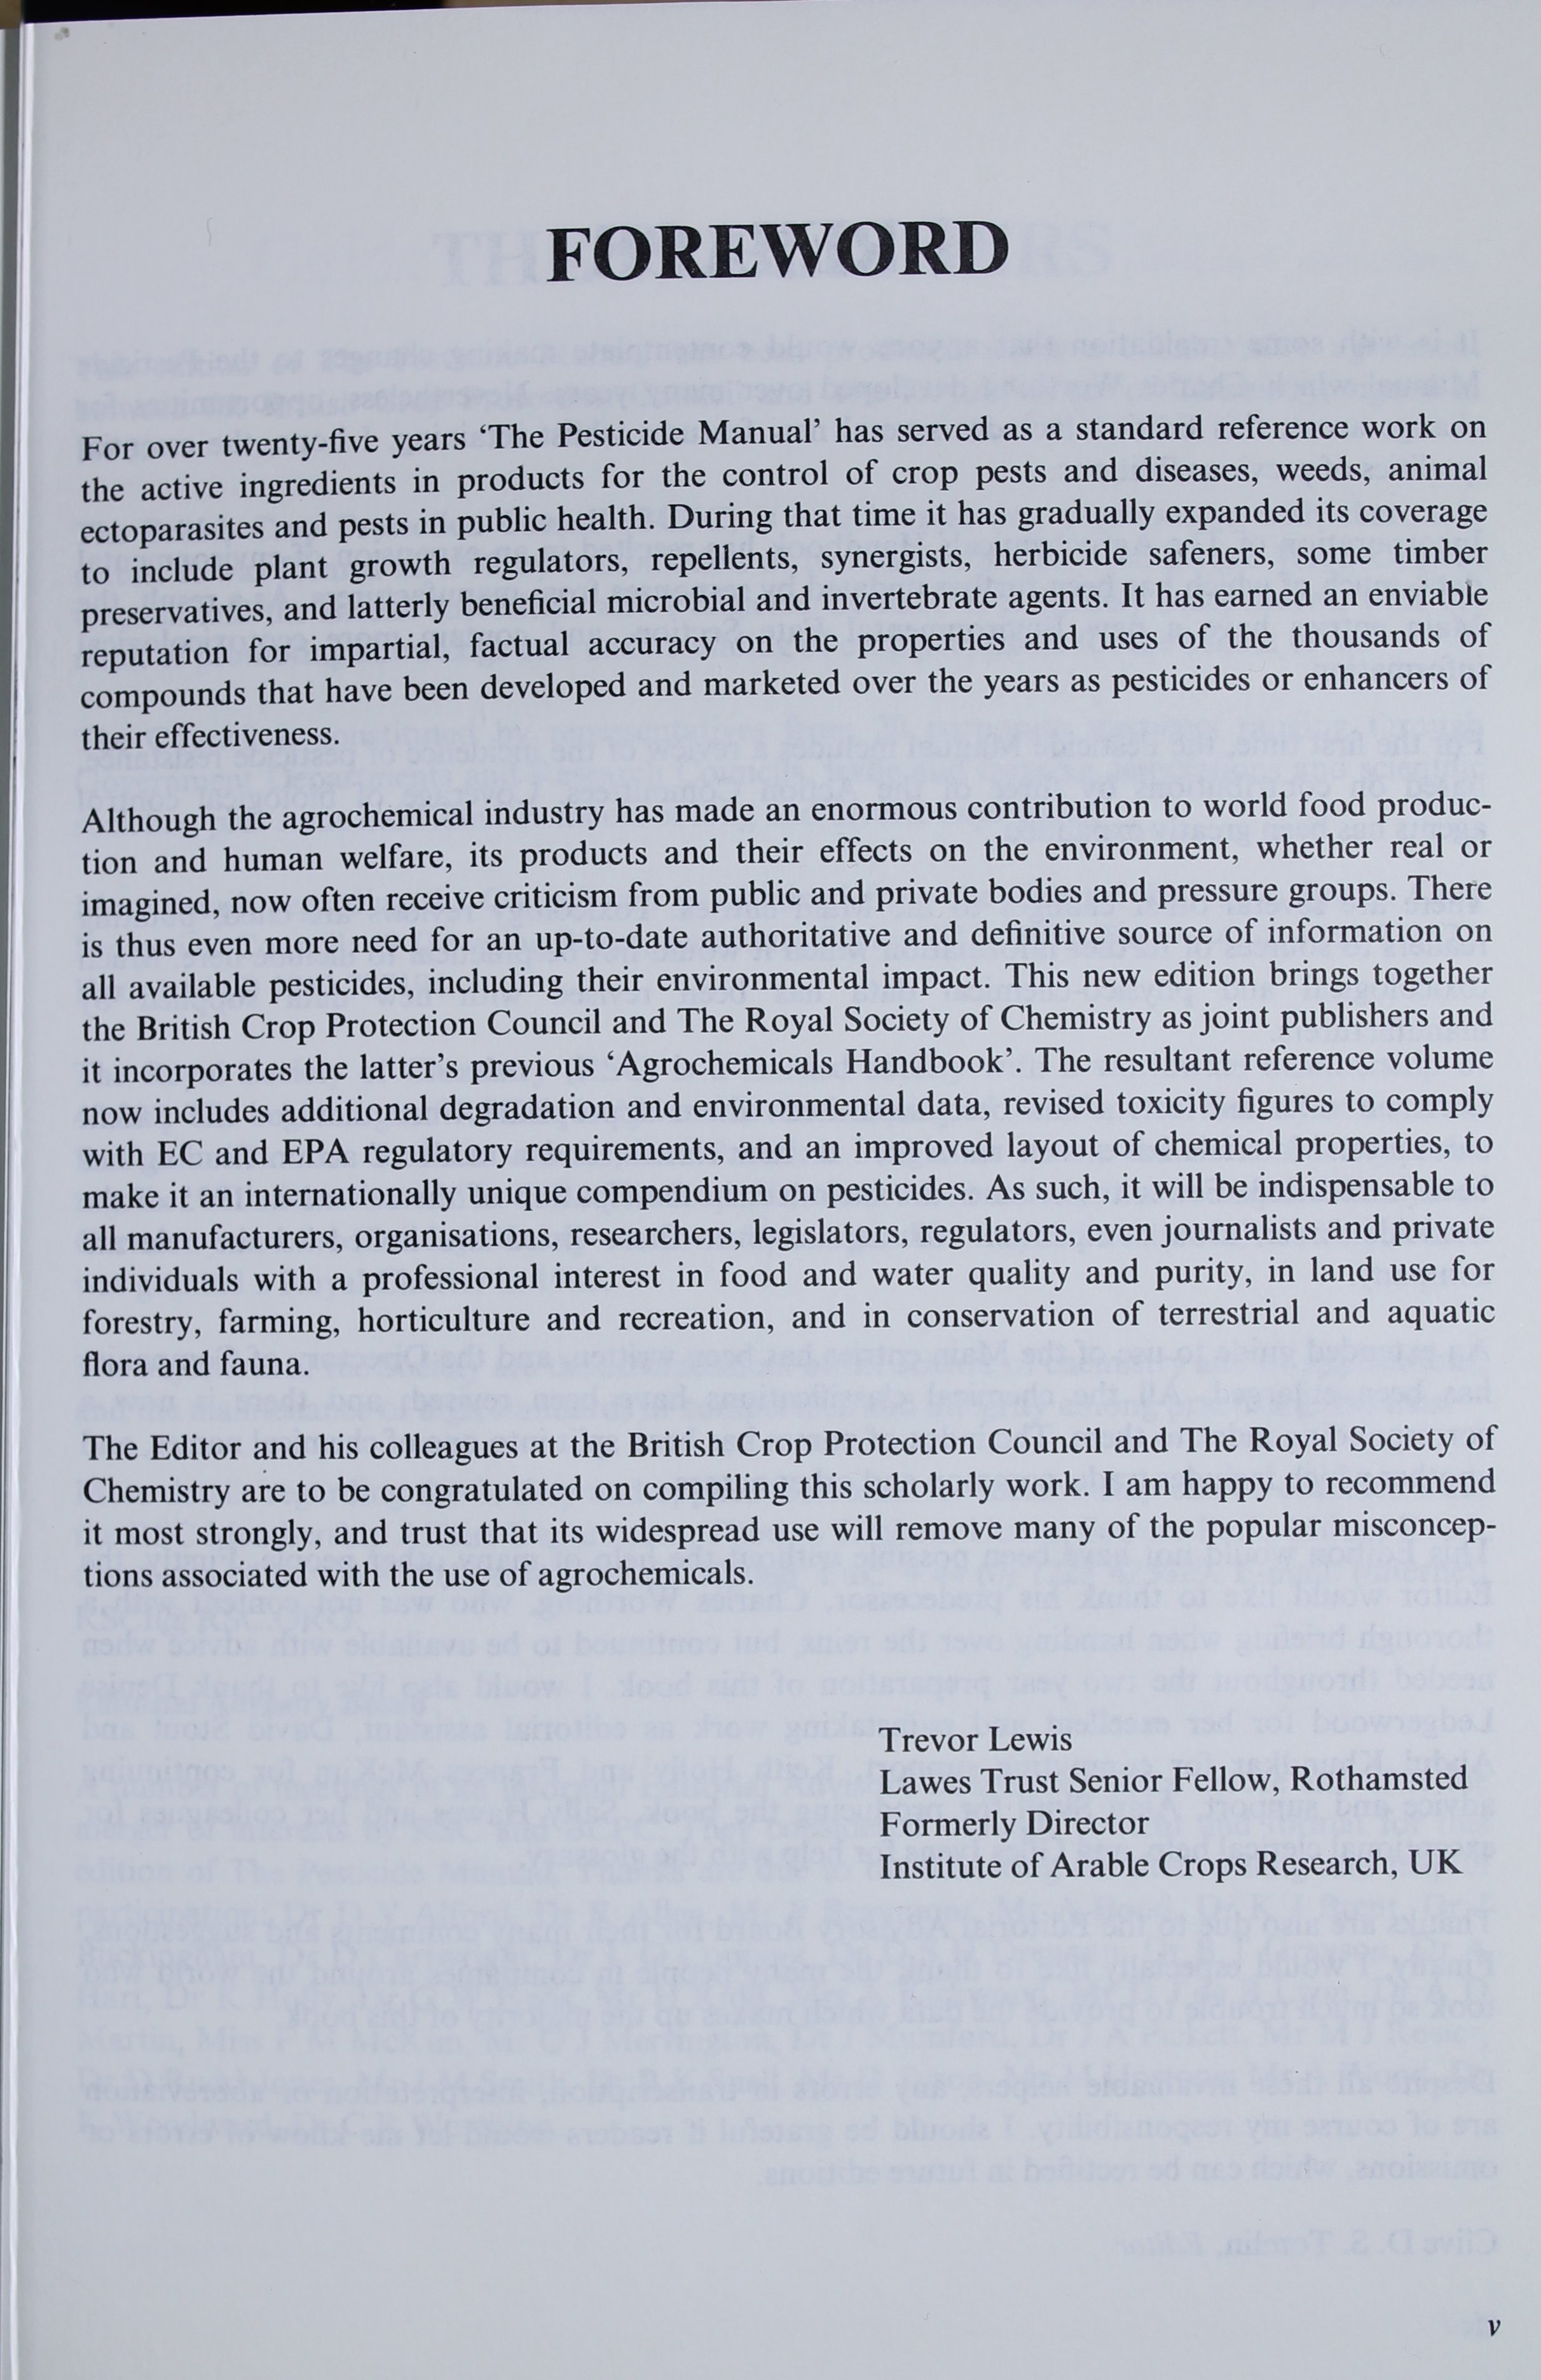 FOREWORD
For over twenty-five years ‘The Pesticide Manual’ has served as a standard reference work on
the active ingredients in products for the control of crop pests and diseases, weeds, animal
ectoparasites and pests in public health. During that time it has gradually expanded its coverage
to include plant growth regulators, repellents, synergists, herbicide safeners, some timber
preservatives, and latterly beneficial microbial and invertebrate agents. It has earned an enviable
reputation for impartial, factual accuracy on the properties and uses of the thousands of
compounds that have been developed and marketed over the years as pesticides or enhancers of
their effectiveness.
Although the agrochemical industry has made an enormous contribution to world food produc-
tion and human welfare, its products and their effects on the environment, whether real or
imagined, now often receive criticism from public and private bodies and pressure groups. There
is thus even more need for an up-to-date authoritative and definitive source of information on
all available pesticides, including their environmental impact. This new edition brings together
the British Crop Protection Council and The Royal Society of Chemistry as joint publishers and
it incorporates the latter’s previous ‘Agrochemicals Handbook’. The resultant reference volume
now includes additional degradation and environmental data, revised toxicity figures to comply
with EC and EPA regulatory requirements, and an improved layout of chemical properties, to
make it an internationally unique compendium on pesticides. As such, it will be indispensable to
all manufacturers, organisations, researchers, legislators, regulators, even journalists and private
individuals with a professional interest in food and water quality and purity, in land use for
forestry, farming, horticulture and recreation, and in conservation of terrestrial and aquatic
flora and fauna.
The Editor and his colleagues at the British Crop Protection Council and The Royal Society of
Chemistry are to be congratulated on compiling this scholarly work. I am happy to recommend
it most strongly, and trust that its widespread use will remove many of the popular misconcep-
tions associated with the use of agrochemicals.
Trevor Lewis
Lawes Trust Senior Fellow, Rothamsted
Formerly Director
Institute of Arable Crops Research, UK
v